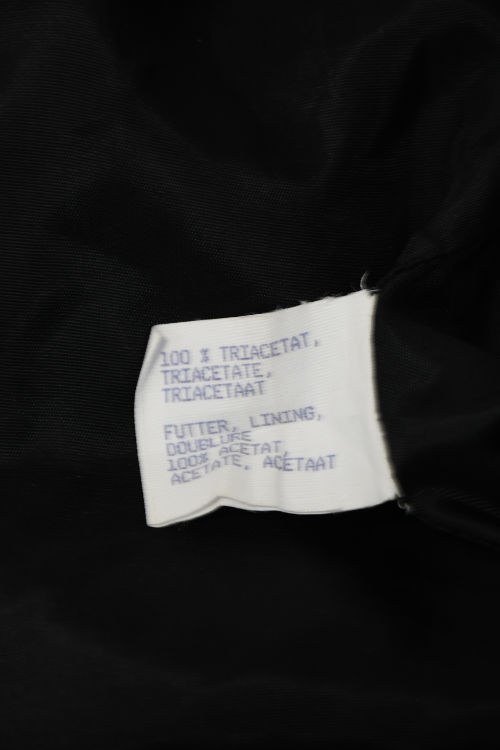 100 % TRIACETAT,
TRIACETATE,
TRIACETAAT
FUTTER, LINING,
DOUBLURE
100% ACETAT,
ACETATE, ACETAAT